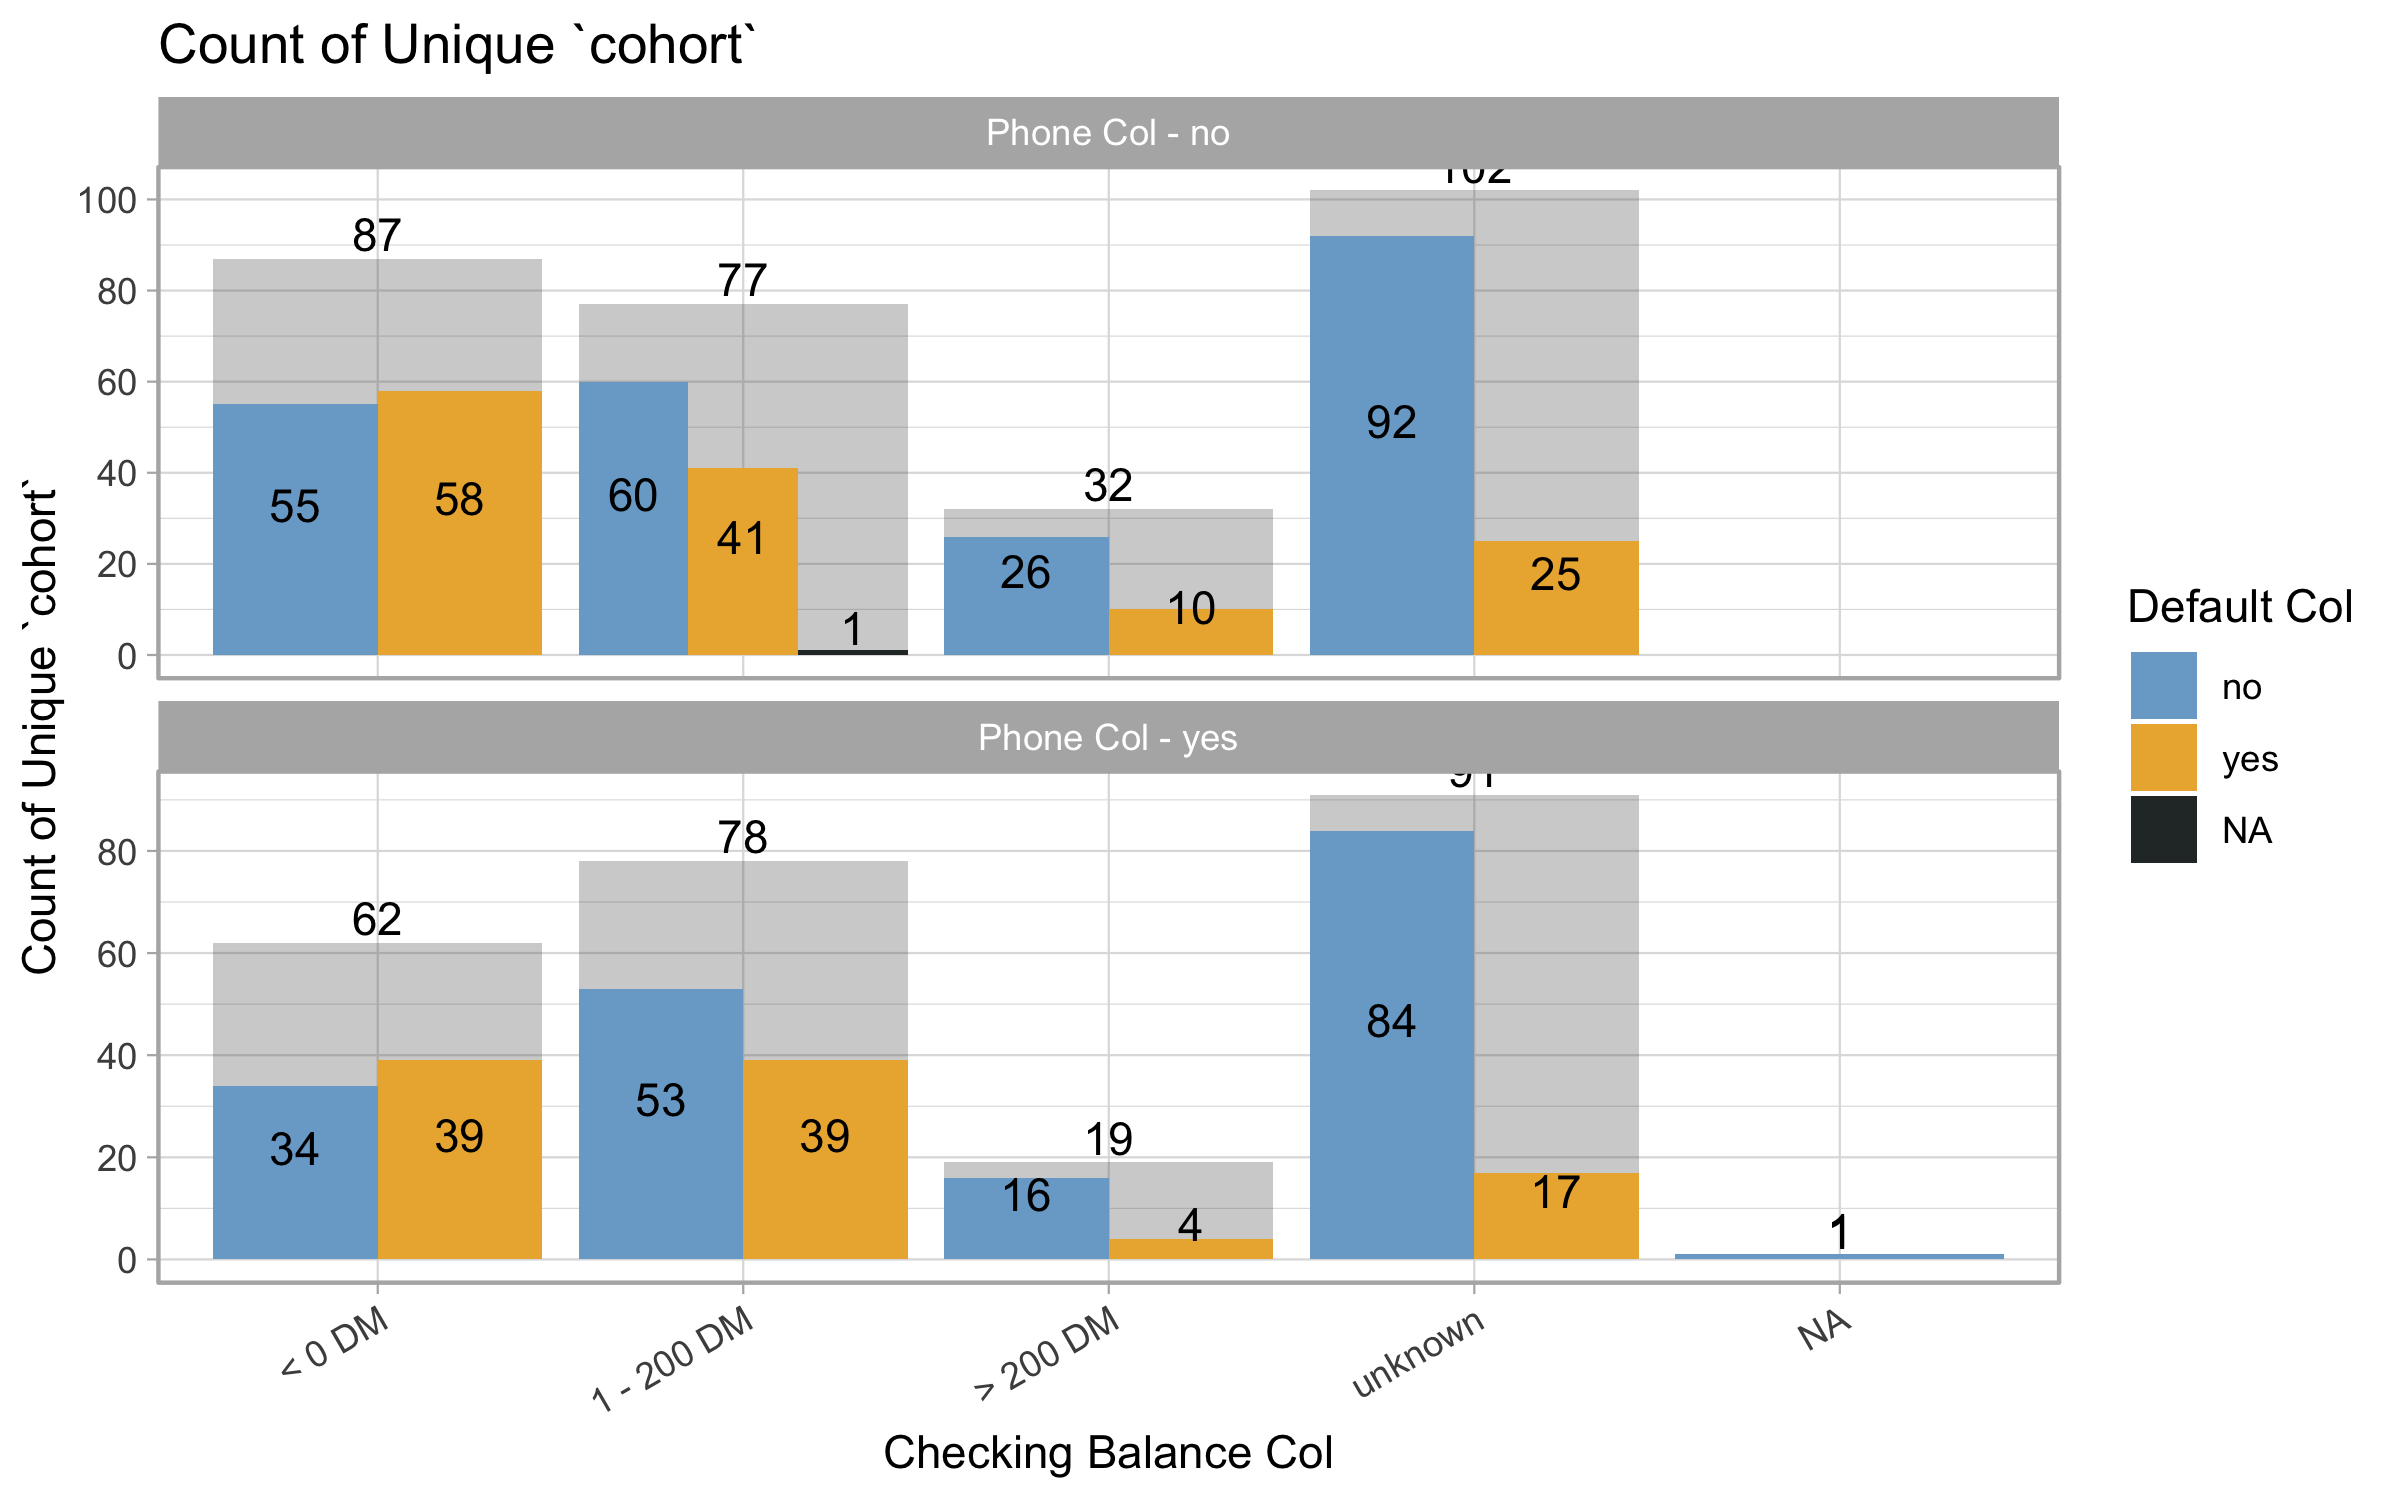 Count of Unique `cohort`
Phone Col - no
100
80
60
40
20
0
87
77
32
102
55
58
60
41
1
26
10
92
25
Phone Col - yes
80
60
40
20
0
62
78
19
91
34
39
53
39
16
4
84
17
1
< 0 DM
1 - 200 DM
> 200 DM
unknown
NA
Checking Balance Col
Count of Unique `cohort`
Default Col
no
yes
NA